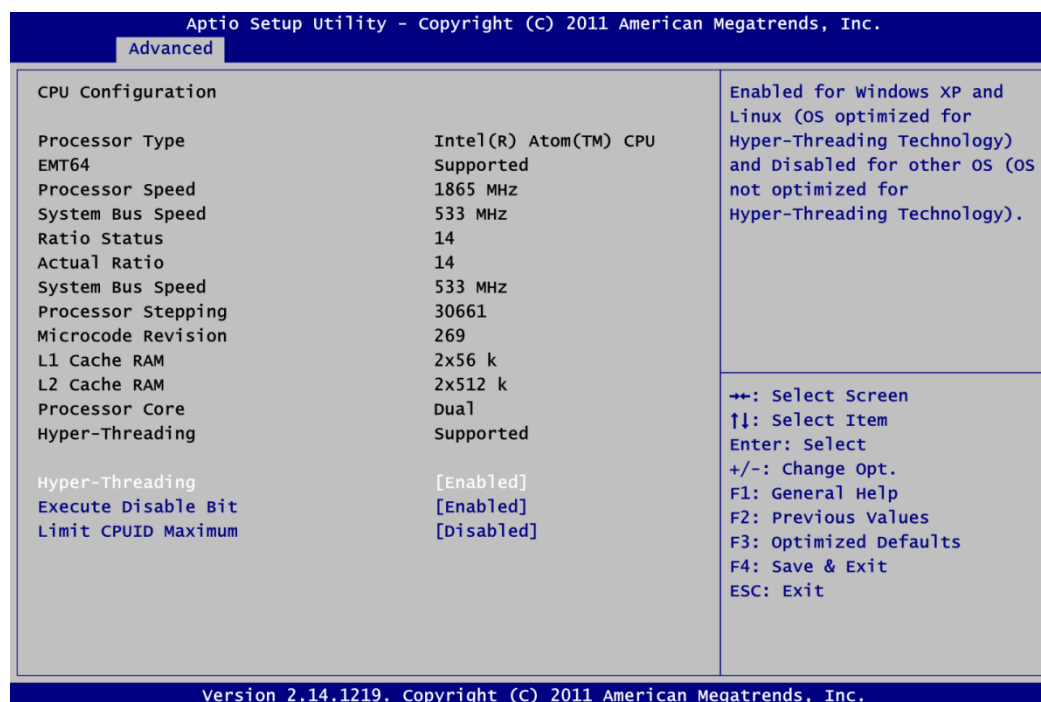 Aptio Setup Utility – Copyright (C) 2011 American Megatrends, Inc.
Advanced
CPU Configuration
Processor Type Intel(R) Atom(TM) CPU
EMT64 Supported
Processor Speed 1865 MHz
System Bus Speed 533 MHz
Ratio Status 14
Actual Ratio 14
System Bus Speed 533 MHz
Processor Stepping 30661
Microcode Revision 269
L1 Cache RAM 2x56 k
L2 Cache RAM 2x512 k
Processor Core Dual
Hyper-Threading Supported
Hyper-Threading [Enabled]
Execute Disable Bit [Enabled]
Limit CPUID Maximum [Disabled]
Enabled for Windows XP and
Linux (OS optimized for
Hyper-Threading Technology)
and Disabled for other OS (OS
not optimized for
Hyper-Threading Technology).
→←: Select Screen
↑↓: Select Item
Enter: Select
+/-: Change Opt.
F1: General Help
F2: Previous Values
F3: Optimized Defaults
F4: Save & Exit
ESC: Exit
Version 2.14.1219. Copyright (C) 2011 American Megatrends, Inc.